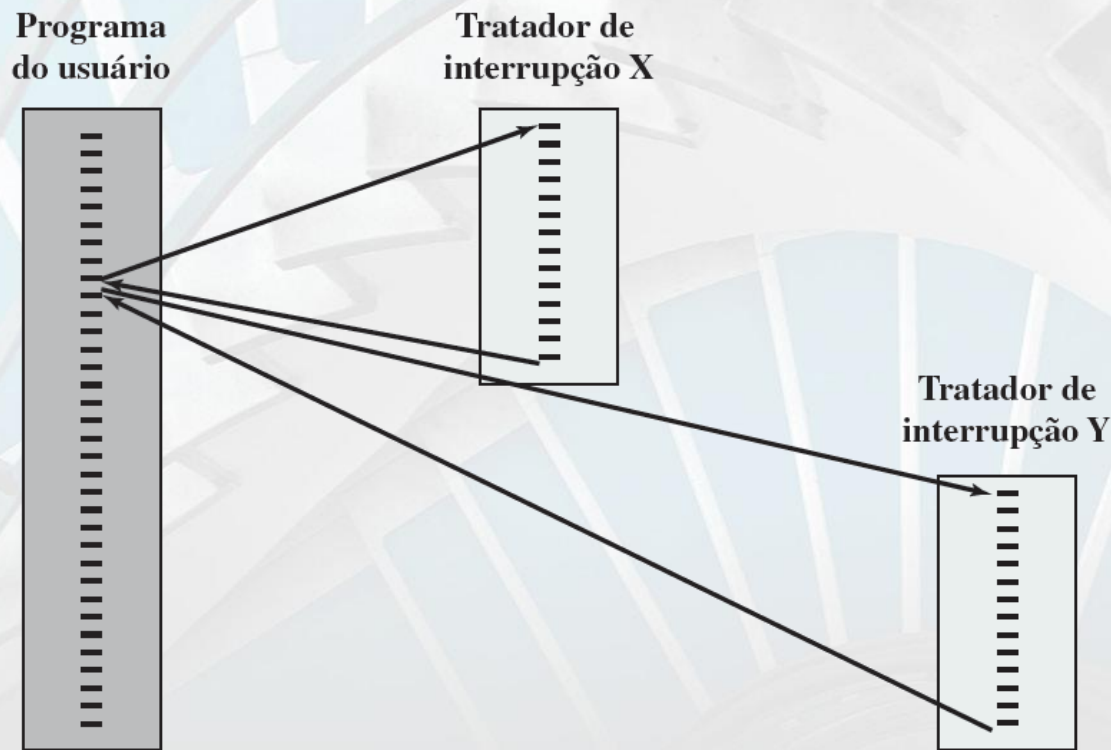 Programa
do usuário
Tratador de
interrupção X
Tratador de
interrupção Y